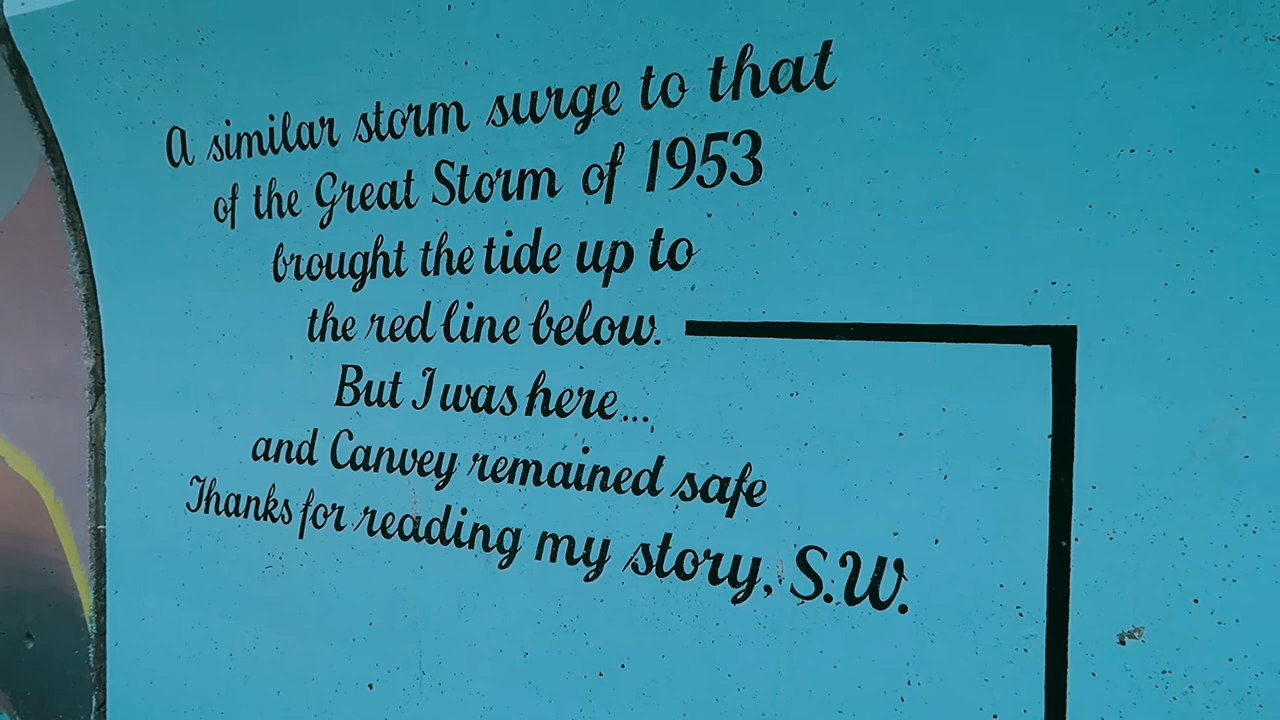 A similar storm surge to that
of the Great Storm of 1953
brought the tide up to
the red line below.
But I was here...
and Canvey remained safe
Thanks for reading my story, S.W.